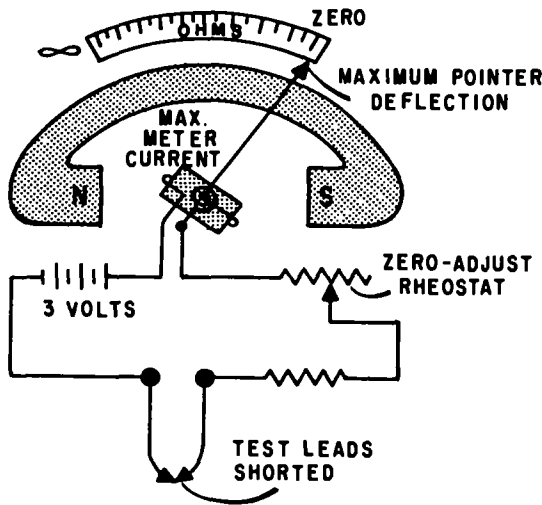 ZERO
OHMS
∞
MAXIMUM POINTER
DEFLECTION
MAX.
METER
CURRENT
N
S
ZERO-ADJUST
RHEOSTAT
3 VOLTS
TEST LEADS
SHORTED